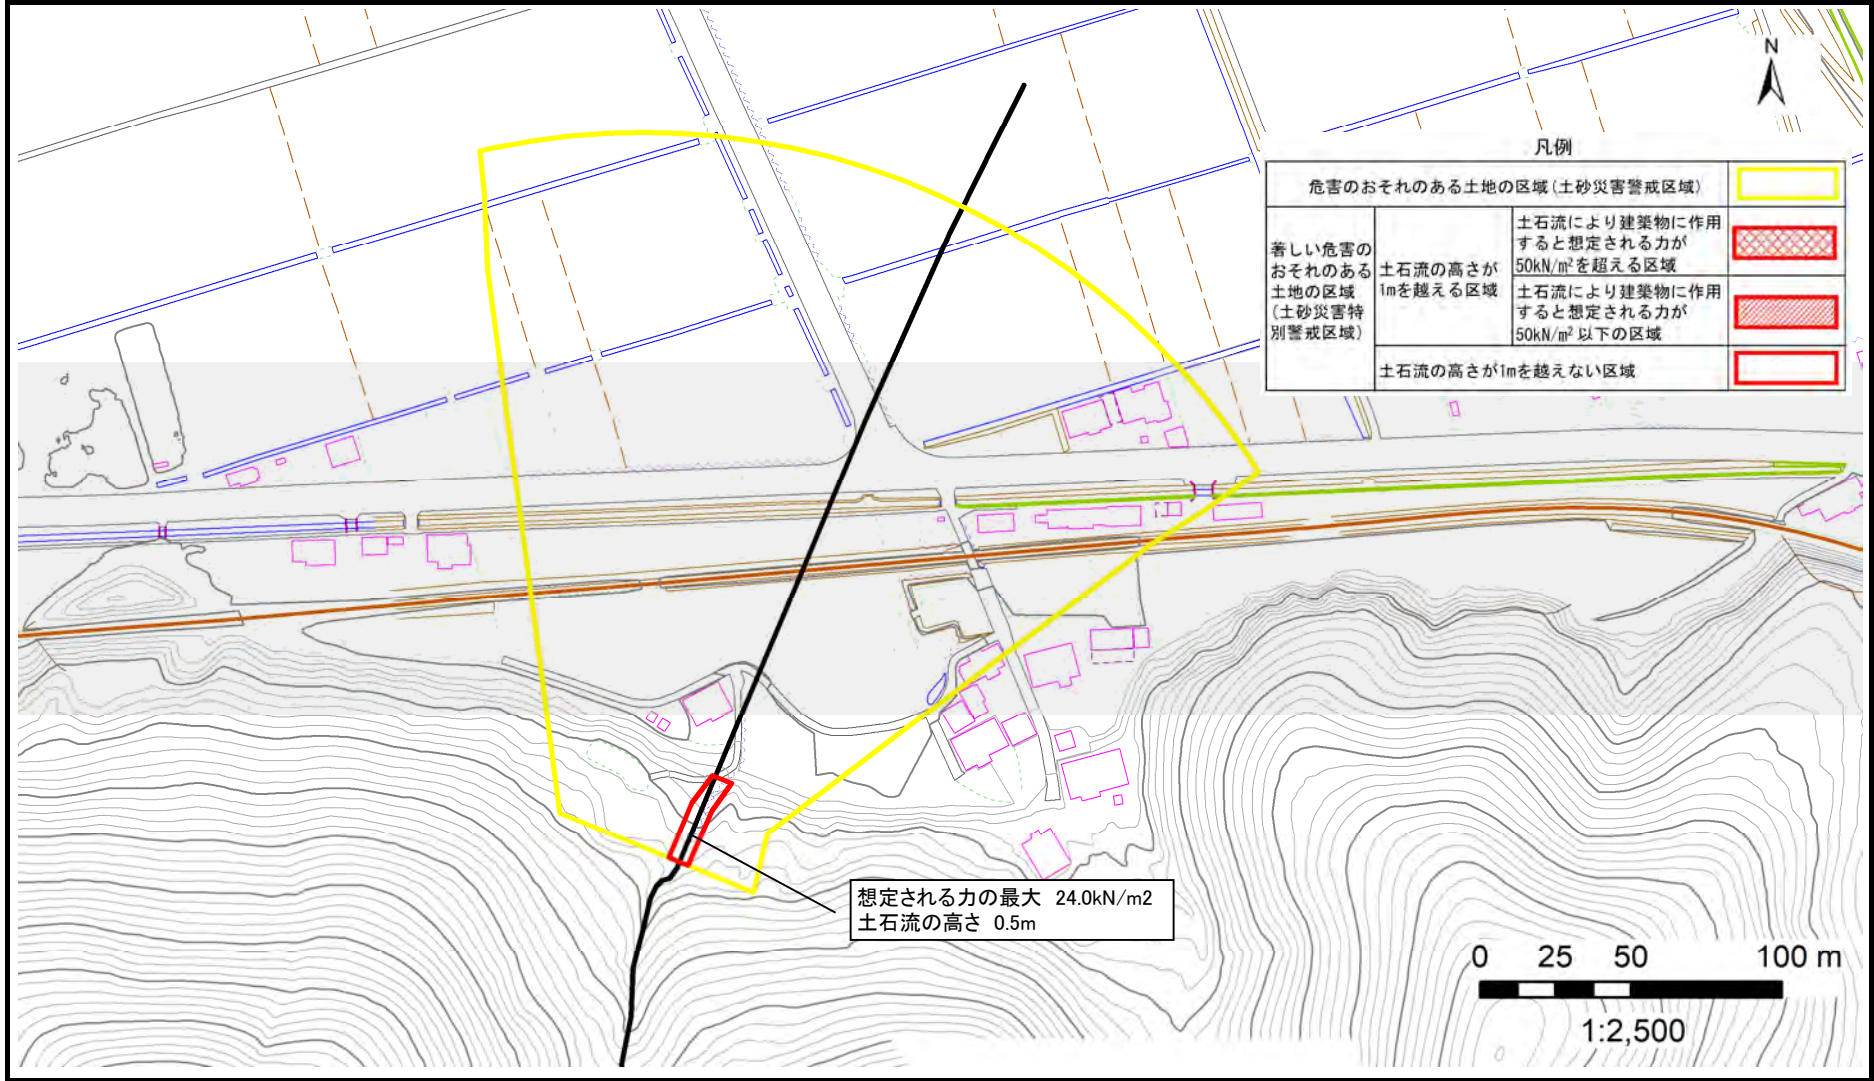 N
凡例
危害のおそれのある土地の区域(土砂災害警戒区域)
著しい危害の
おそれのある
土地の区域
(土砂災害特
別警戒区域)
土石流の高さが
1mを越える区域
土石流により建築物に作用
すると想定される力が
50kN/m²を超える区域
土石流により建築物に作用
すると想定される力が
50kN/m²以下の区域
土石流の高さが1mを越えない区域
想定される力の最大 24.0kN/m2
土石流の高さ 0.5m
0 25 50 100 m
1:2,500